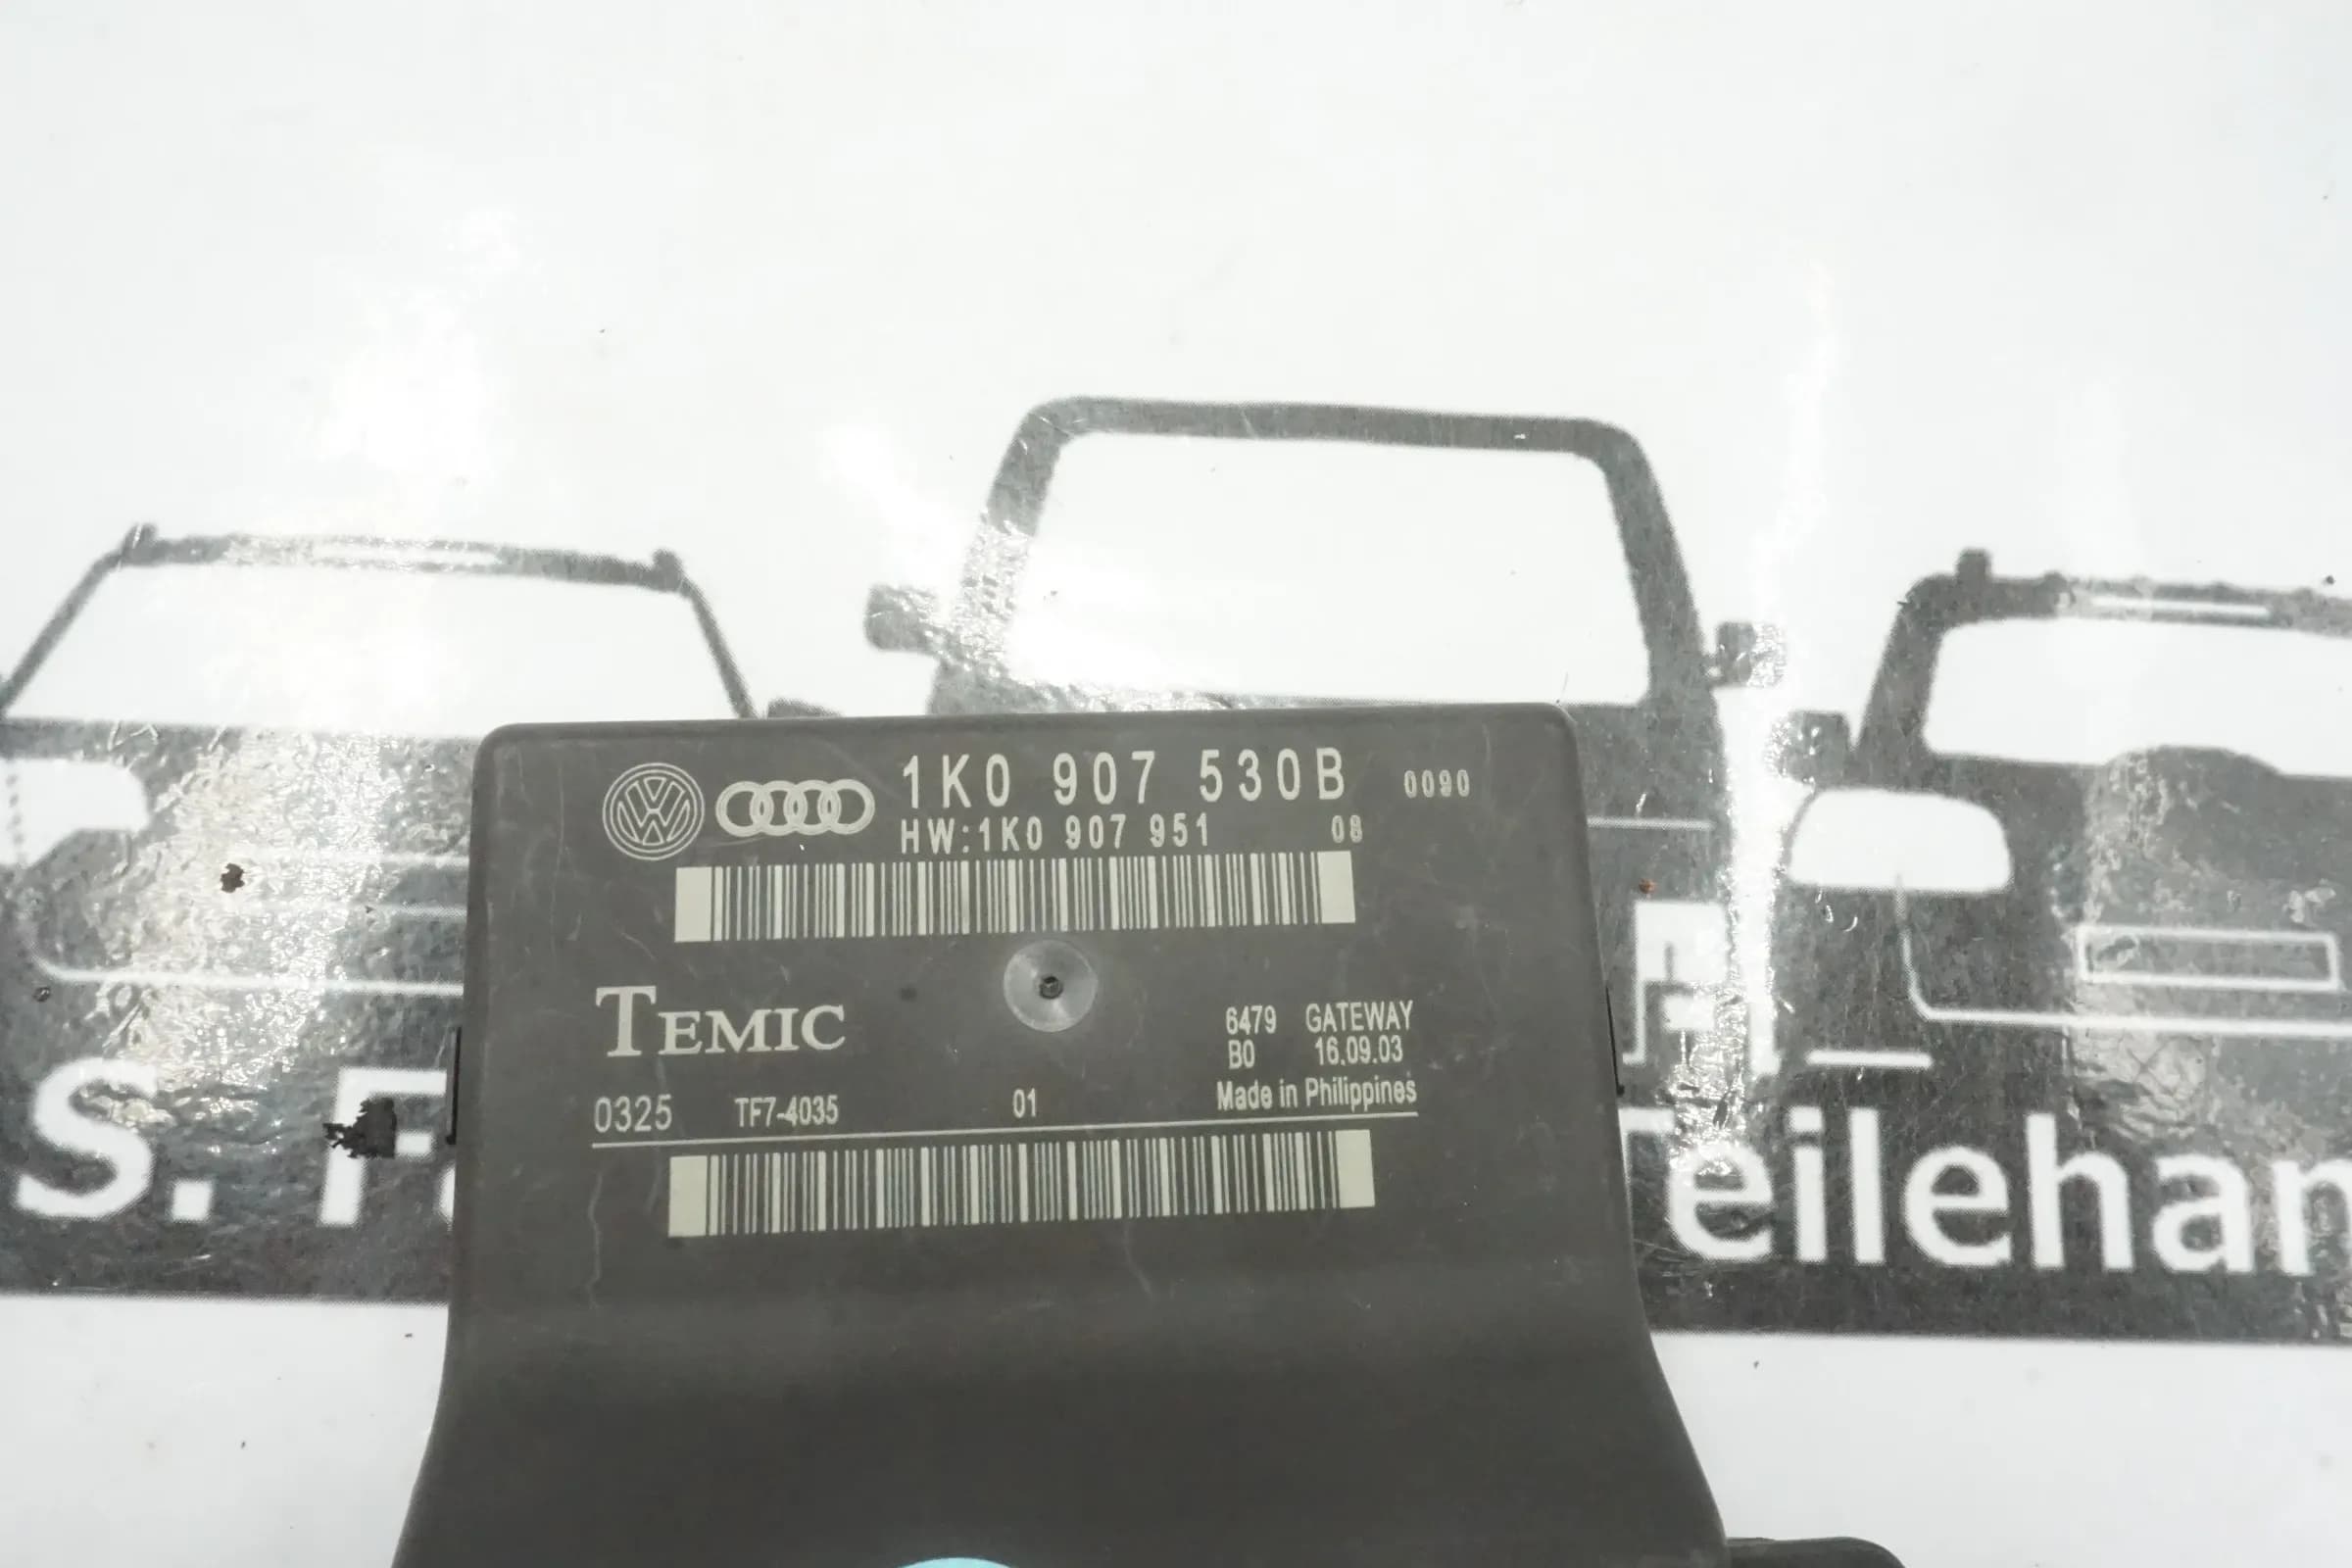 1K0 907 530B 0090
HW:1K0 907 951 08
TEMIC
6479 GATEWAY
B0 16.09.03
Made in Philippines
0325 TF7-4035 01
S. F
Teilehan